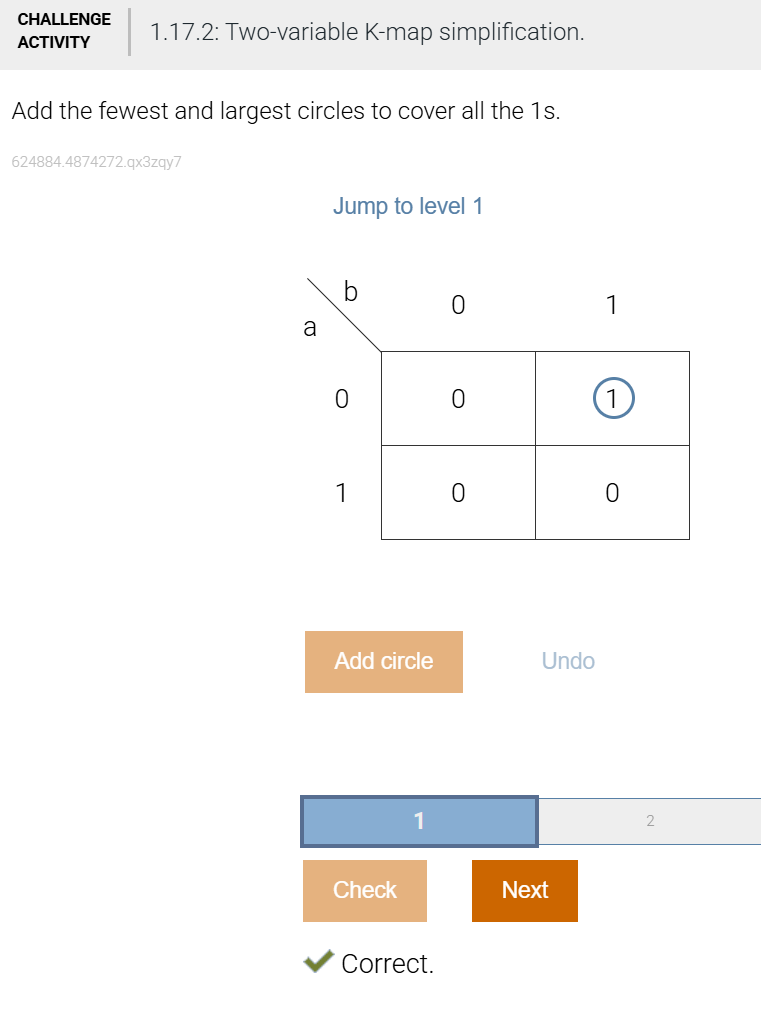 CHALLENGE
ACTIVITY
1.17.2: Two-variable K-map simplification.
Add the fewest and largest circles to cover all the 1s.
624884.4874272.qx3zqy7
Jump to level 1
b 0 1
a
0 0 1
1 0 0
Add circle Undo
1 2
Check Next
Correct.